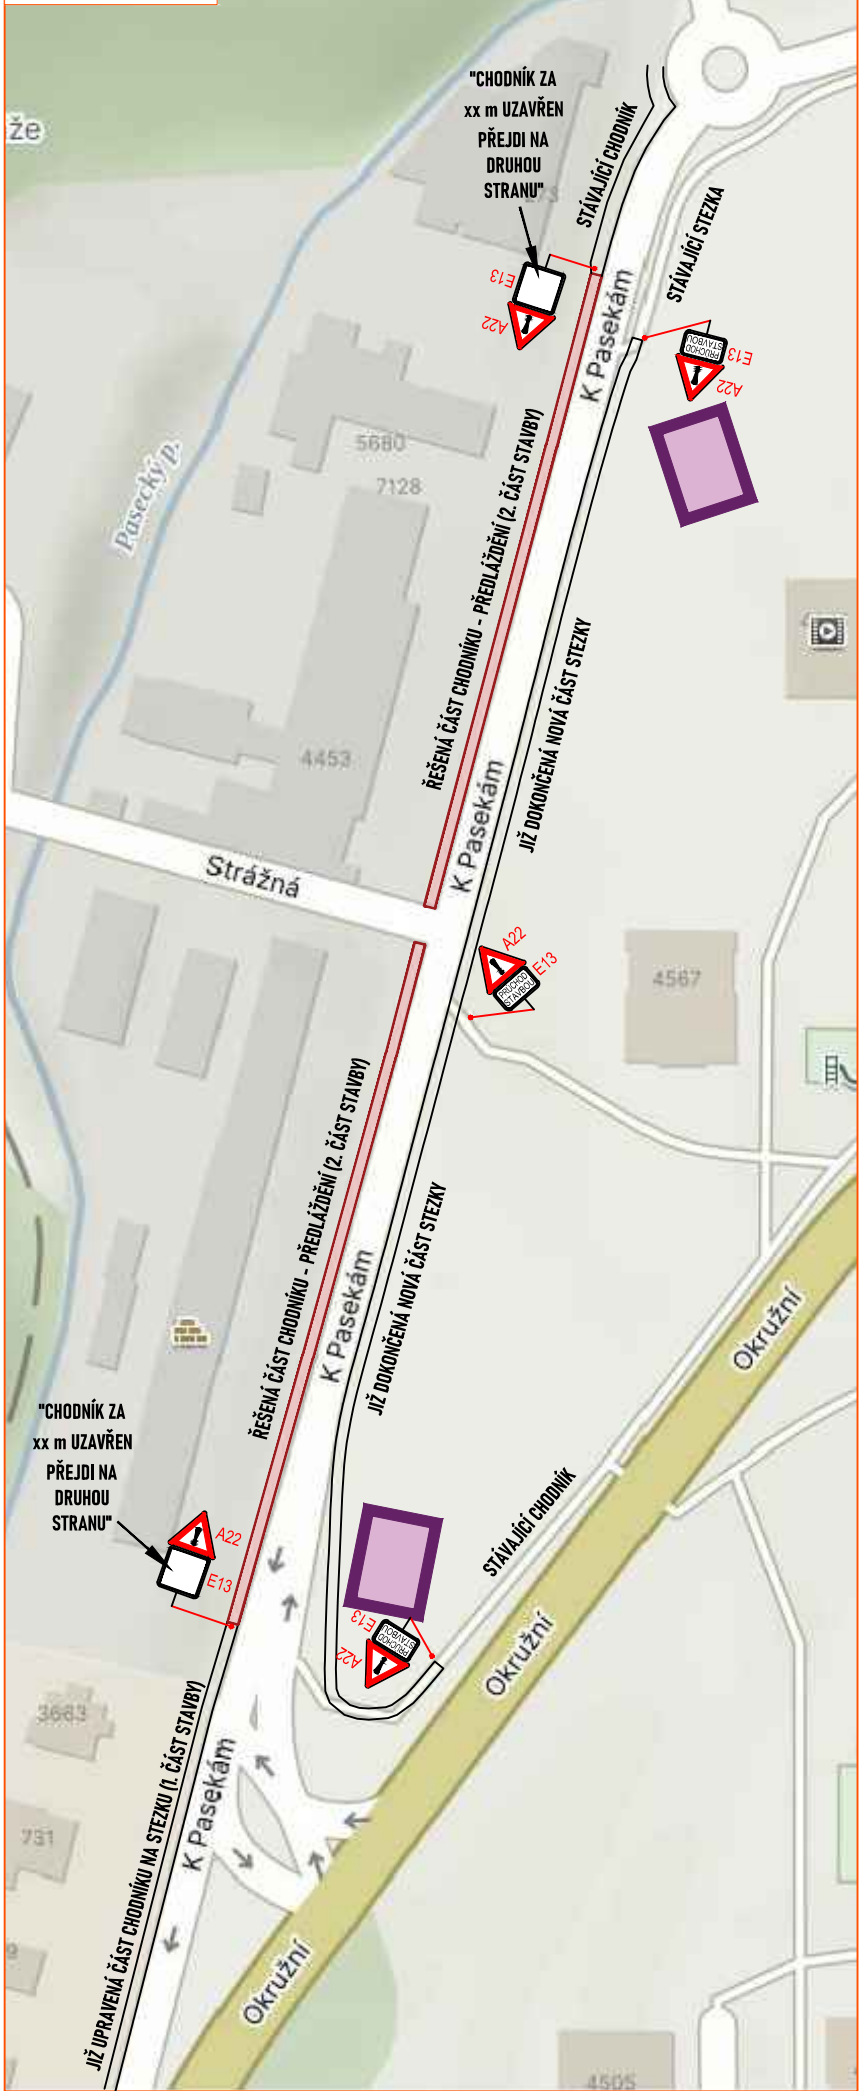 "CHODNÍK ZA
xx m UZAVŘEN
PŘEJDI NA
DRUHOU
STRANU"
že
STÁVAJÍCÍ CHODNÍK
STÁVAJÍCÍ STEZKA
E13
A22
K Pasekám
PRŮCHOD
STAVBOU
E13
A22
5680
7128
Pasecký p.
ŘEŠENÁ ČÁST CHODNÍKU - PŘEDLÁŽDĚNÍ (2. ČÁST STAVBY)
JIŽ DOKONČENÁ NOVÁ ČÁST STEZKY
4453
K Pasekám
Strážná
A22
E13
PRŮCHOD
STAVBOU
4567
ŘEŠENÁ ČÁST CHODNÍKU - PŘEDLÁŽDĚNÍ (2. ČÁST STAVBY)
K Pasekám
JIŽ DOKONČENÁ NOVÁ ČÁST STEZKY
Okružní
"CHODNÍK ZA
xx m UZAVŘEN
PŘEJDI NA
DRUHOU
STRANU"
A22
E13
STÁVAJÍCÍ CHODNÍK
E13
PRŮCHOD
STAVBOU
A22
Okružní
3663
731
K Pasekám
JIŽ UPRAVENÁ ČÁST CHODNÍKU NA STEZKU (1. ČÁST STAVBY)
Okružní
4505